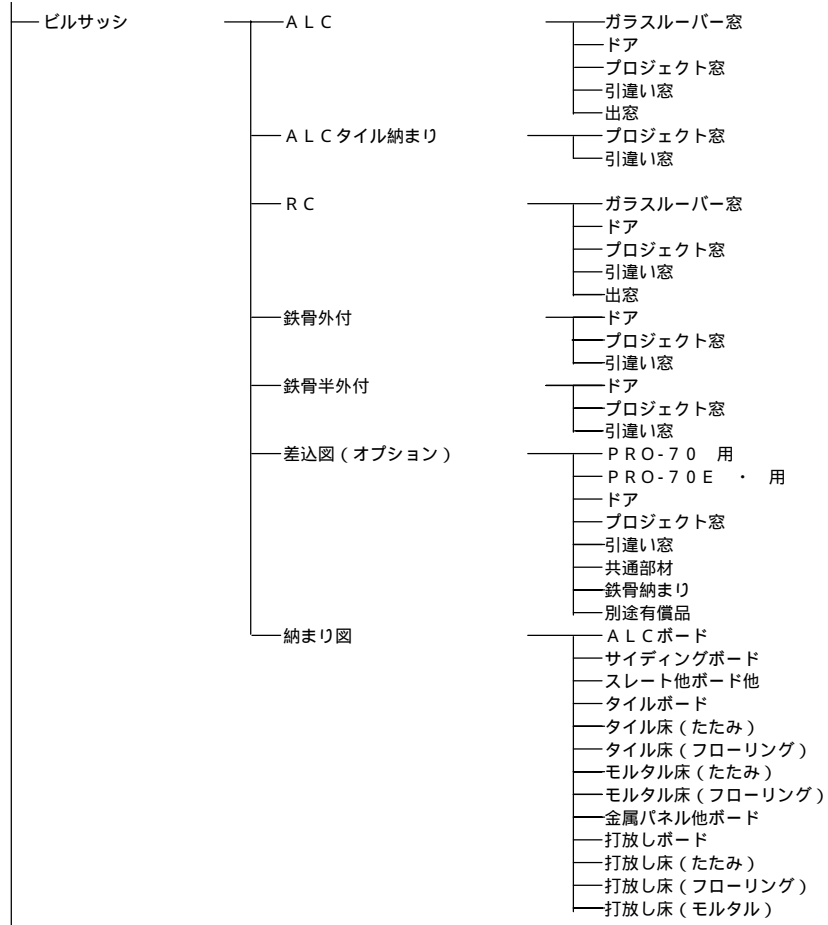 ビルサッシ　ＡＬＣ　ガラスルーバー窓
ドア
プロジェクト窓
引違い窓
出窓
ＡＬＣタイル納まり　プロジェクト窓
引違い窓
ＲＣ　ガラスルーバー窓
ドア
プロジェクト窓
引違い窓
出窓
鉄骨外付　ドア
プロジェクト窓
引違い窓
鉄骨半外付　ドア
プロジェクト窓
引違い窓
差込図（オプション）　ＰＲＯ-７０　用
ＰＲＯ-７０Ｅ　・　用
ドア
プロジェクト窓
引違い窓
共通部材
鉄骨納まり
別途有償品
納まり図　ＡＬＣボード
サイディングボード
スレート他ボード他
タイルボード
タイル床（たたみ）
タイル床（フローリング）
モルタル床（たたみ）
モルタル床（フローリング）
金属パネル他ボード
打放しボード
打放し床（たたみ）
打放し床（フローリング）
打放し床（モルタル）